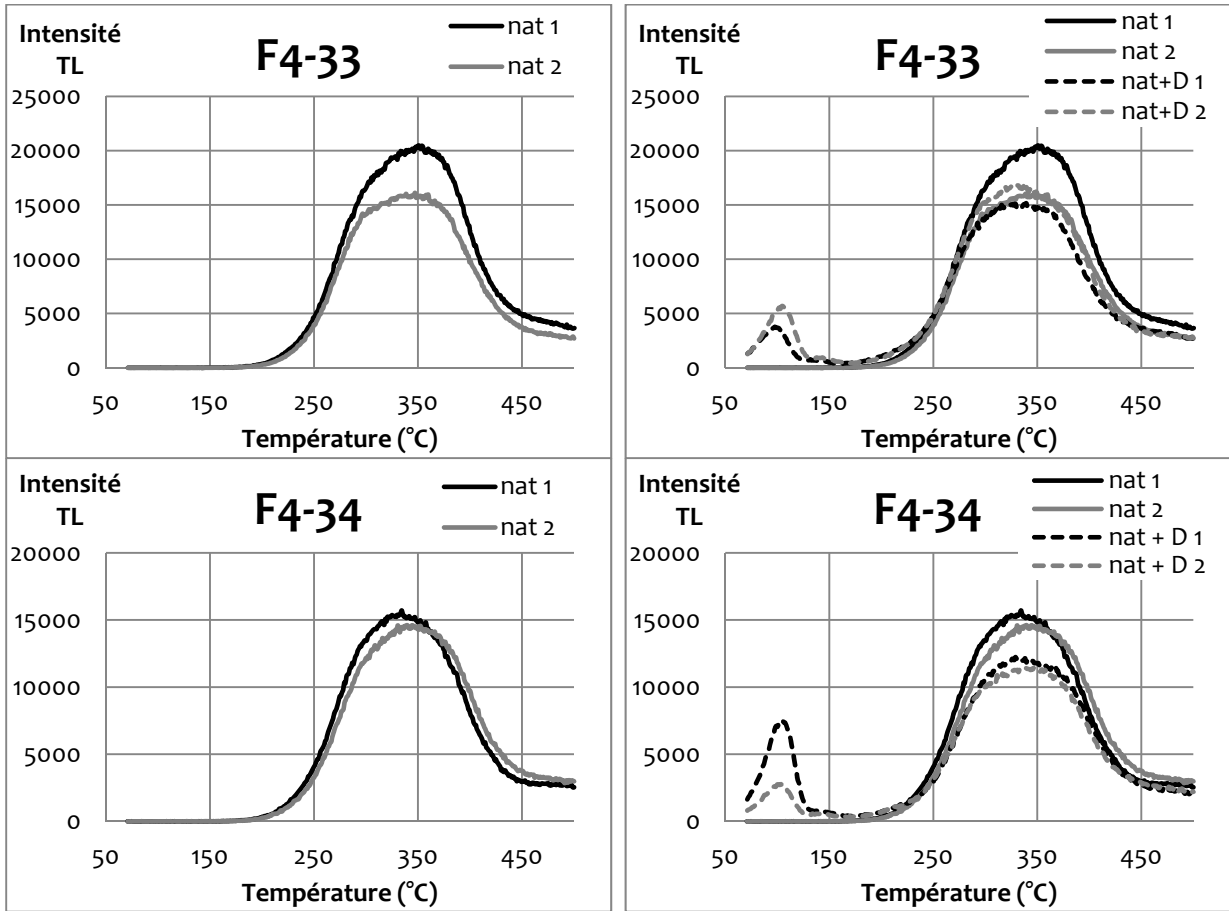 Intensité
TL
F4-33
nat 1
nat 2
25000
20000
15000
10000
5000
0
50 150 250 350 450
Température (°C)
Intensité
TL
F4-33
nat 1
nat 2
nat+D 1
nat+D 2
25000
20000
15000
10000
5000
0
50 150 250 350 450
Température (°C)
Intensité
TL
F4-34
nat 1
nat 2
20000
15000
10000
5000
0
50 150 250 350 450
Température (°C)
Intensité
TL
F4-34
nat 1
nat 2
nat + D 1
nat + D 2
20000
15000
10000
5000
0
50 150 250 350 450
Température (°C)